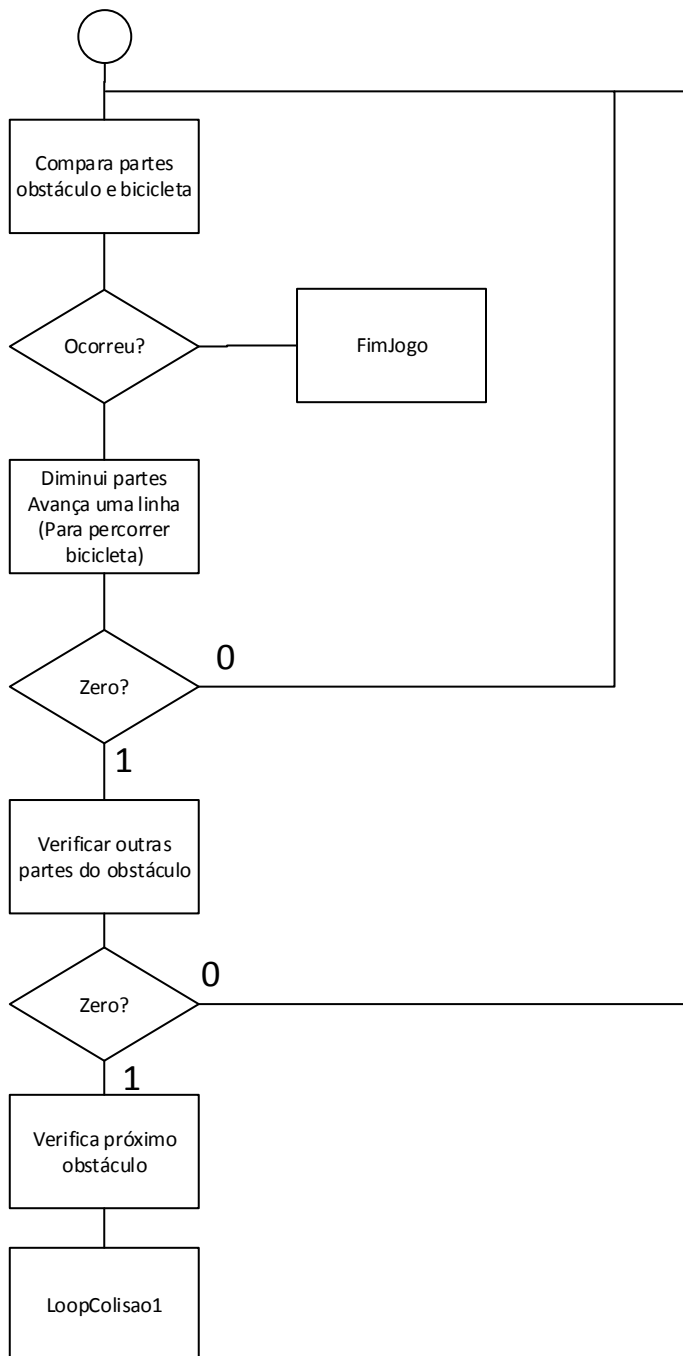 Compara partes
obstáculo e bicicleta
Ocorreu?
FimJogo
Diminui partes
Avança uma linha
(Para percorrer
bicicleta)
Zero?
0
1
Verificar outras
partes do obstáculo
Zero?
0
1
Verifica próximo
obstáculo
LoopColisao1